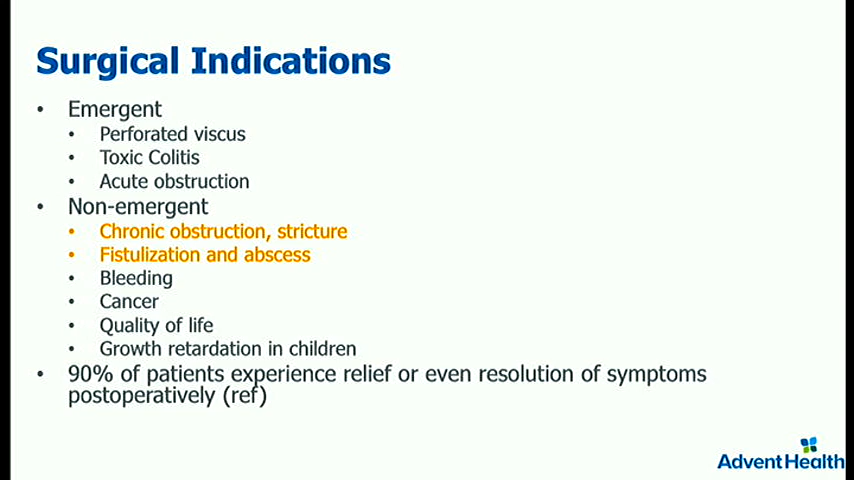 Surgical Indications
• Emergent
• Perforated viscus
• Toxic Colitis
• Acute obstruction
• Non-emergent
• Chronic obstruction, stricture
• Fistulization and abscess
• Bleeding
• Cancer
• Quality of life
• Growth retardation in children
• 90% of patients experience relief or even resolution of symptoms
postoperatively (ref)
AdventHealth